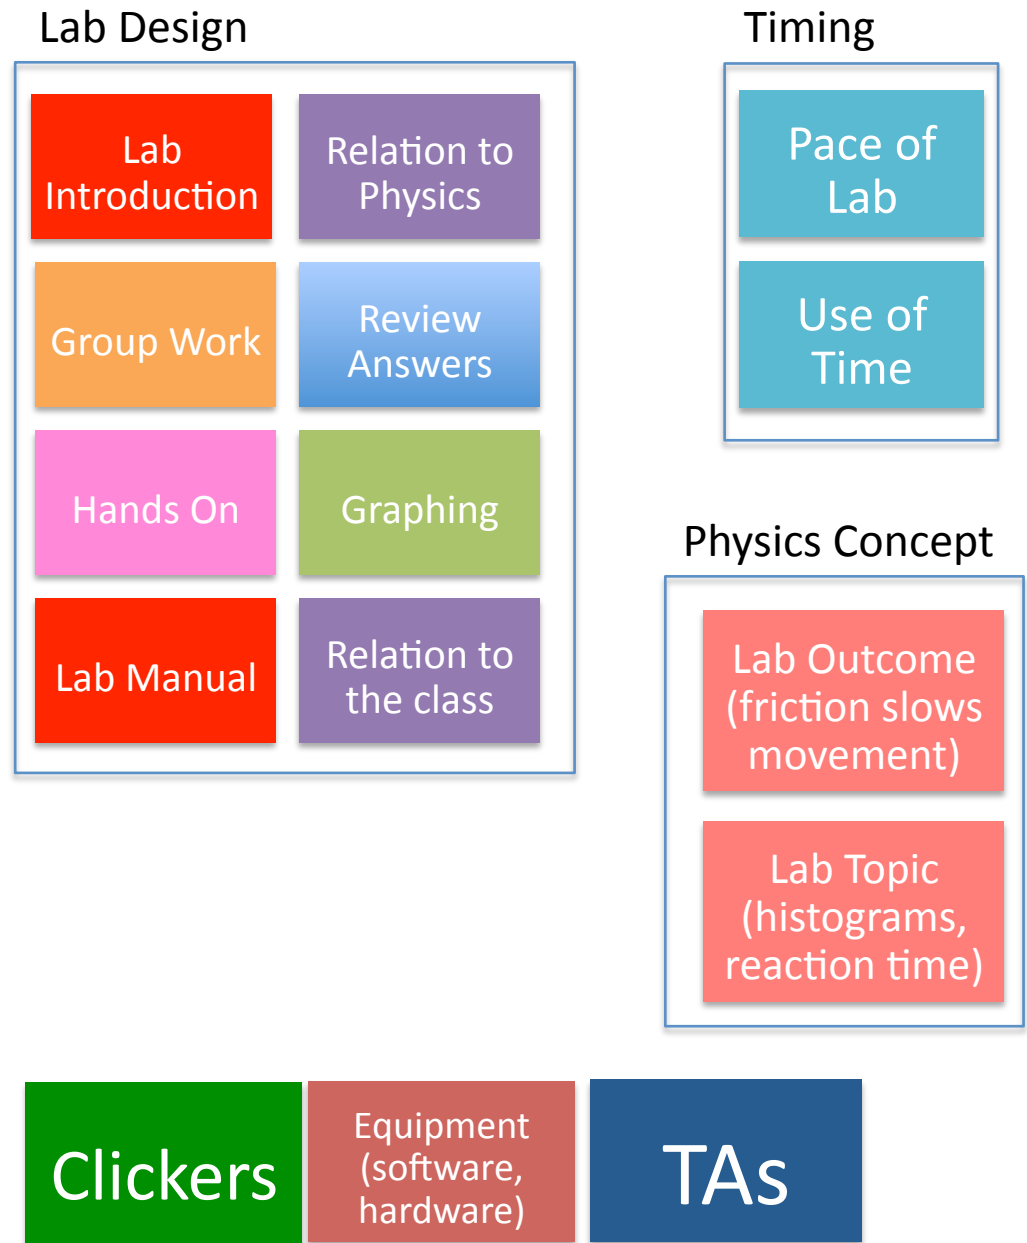 Lab Design
Lab
Introduction
Relation to
Physics
Group Work
Review
Answers
Hands On
Graphing
Lab Manual
Relation to
the class
Timing
Pace of
Lab
Use of
Time
Physics Concept
Lab Outcome
(friction slows
movement)
Lab Topic
(histograms,
reaction time)
Clickers
Equipment
(software,
hardware)
TAs